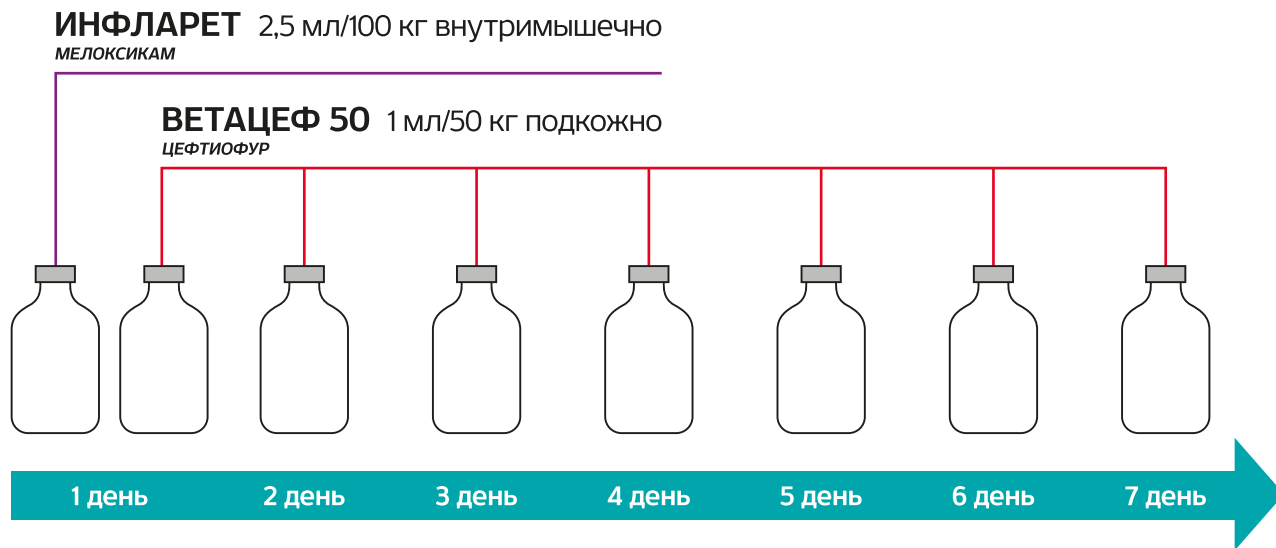 ИНФЛАРЕТ 2,5 мл/100 кг внутримышечно
МЕЛОКСИКАМ
ВЕТАЦЕФ 50 1 мл/50 кг подкожно
ЦЕФТИОФУР
1 день 2 день 3 день 4 день 5 день 6 день 7 день